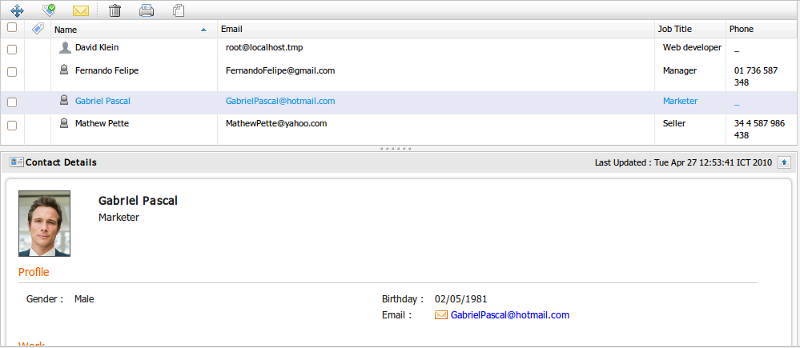 Name Email Job Title Phone
David Klein root@localhost.tmp Web developer _
Fernando Felipe FernandoFelipe@gmail.com Manager 01 736 587
348
Gabriel Pascal GabrielPascal@hotmail.com Marketer _
Mathew Pette MathewPette@yahoo.com Seller 34 4 587 986
438
Contact Details Last Updated : Tue Apr 27 12:53:41 ICT 2010
Gabriel Pascal
Marketer
Profile
Gender : Male Birthday : 02/05/1981
Email : GabrielPascal@hotmail.com
Work